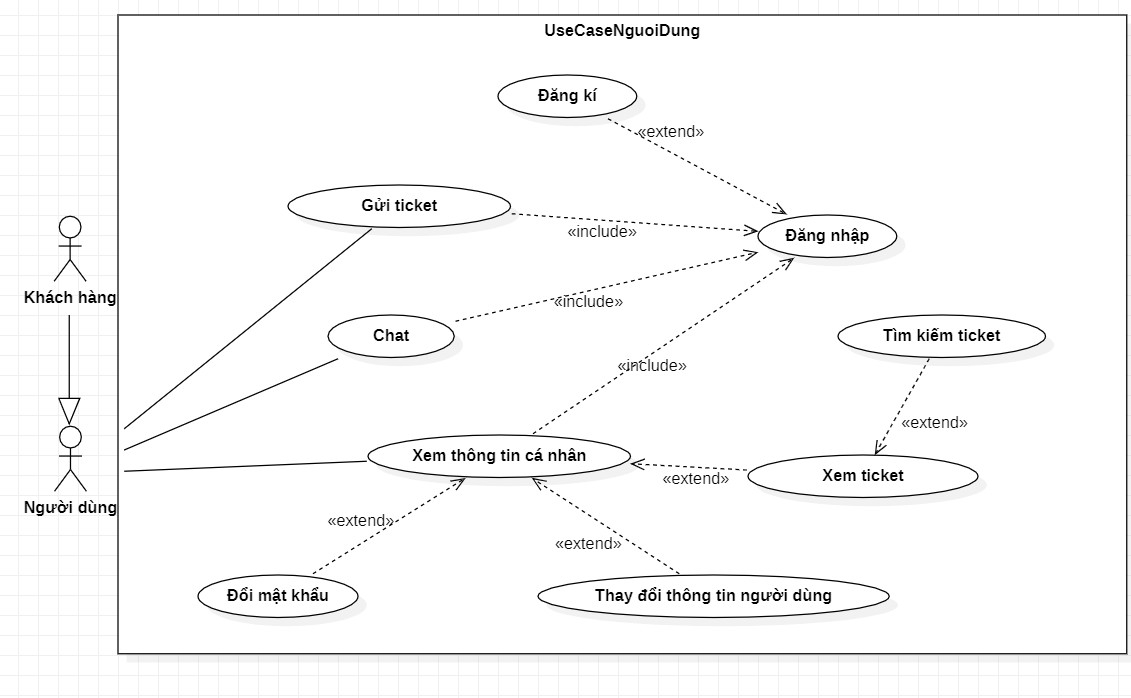 UseCaseNguoiDung
Đăng kí
«extend»
Gửi ticket
«include»
Đăng nhập
Khách hàng
«include»
Chat
Tìm kiếm ticket
«include»
«extend»
Xem thông tin cá nhân
Xem ticket
«extend»
Người dùng
«extend»
«extend»
Đổi mật khẩu
Thay đổi thông tin người dùng